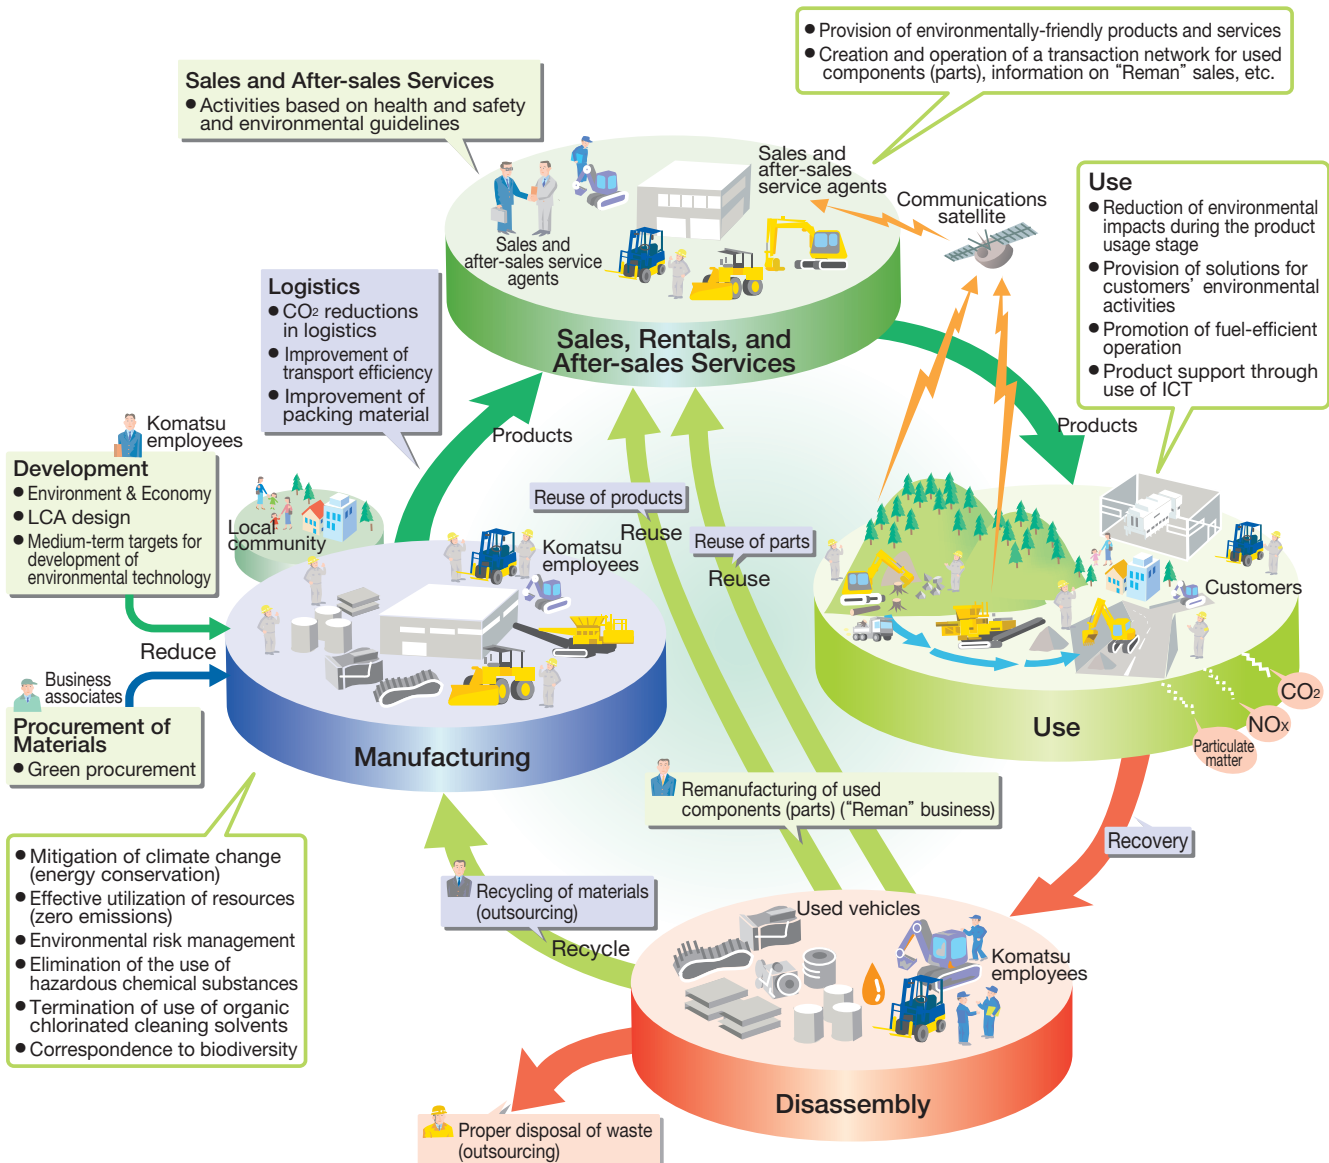 ● Provision of environmentally-friendly products and services
● Creation and operation of a transaction network for used
components (parts), information on “Reman” sales, etc.
Sales and After-sales Services
● Activities based on health and safety
and environmental guidelines
Sales and
after-sales
service agents
Communications
satellite
Sales and
after-sales service
agents
Sales, Rentals, and
After-sales Services
Use
● Reduction of environmental
impacts during the product
usage stage
● Provision of solutions for
customers’ environmental
activities
● Promotion of fuel-efficient
operation
● Product support through
use of ICT
Logistics
● CO2 reductions
in logistics
● Improvement of
transport efficiency
● Improvement of
packing material
Products
Products
Komatsu
employees
Development
● Environment & Economy
● LCA design
● Medium-term targets for
development of
environmental technology
Local
community
Reduce
Business
associates
Procurement of
Materials
● Green procurement
Komatsu
employees
Manufacturing
Reuse of products
Reuse
Reuse of parts
Reuse
Customers
Use
CO2
NOx
Particulate
matter
Remanufacturing of used
components (parts) (“Reman” business)
Recovery
● Mitigation of climate change
(energy conservation)
● Effective utilization of resources
(zero emissions)
● Environmental risk management
● Elimination of the use of
hazardous chemical substances
● Termination of use of organic
chlorinated cleaning solvents
● Correspondence to biodiversity
Recycling of materials
(outsourcing)
Recycle
Used vehicles
Komatsu
employees
Disassembly
Proper disposal of waste
(outsourcing)